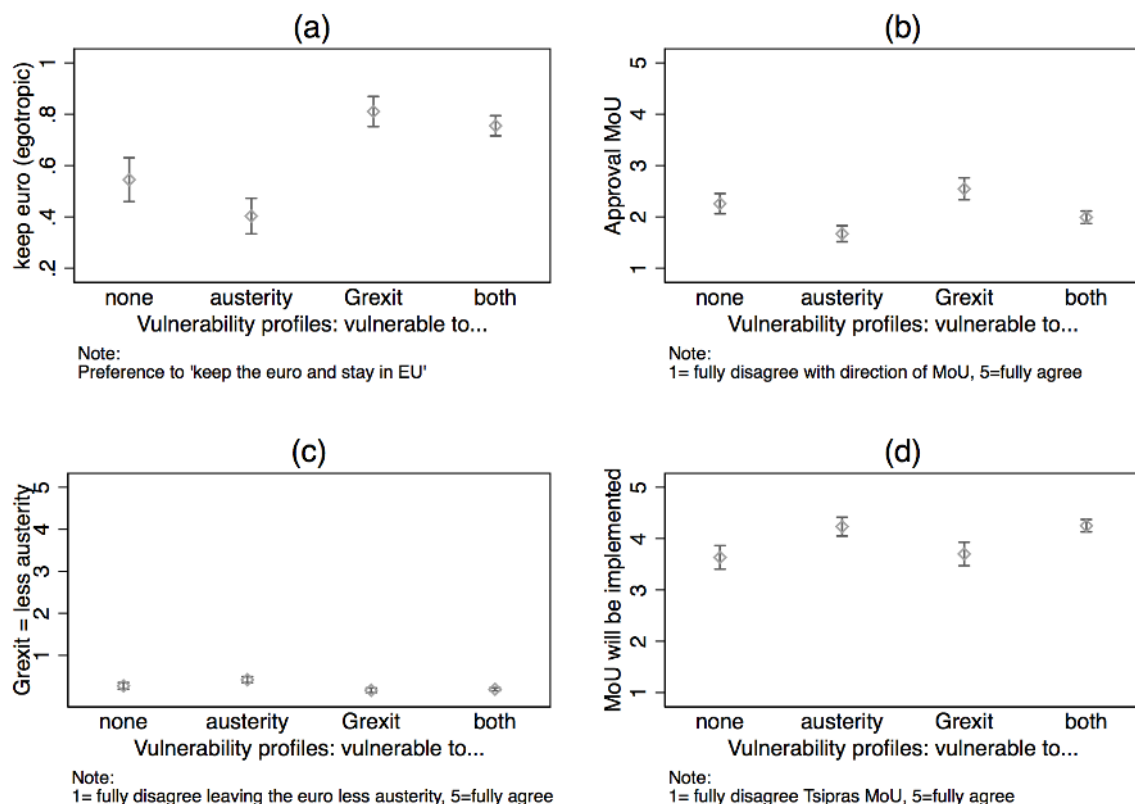 (a)
keep euro (egotropic)
1
.8
.6
.4
.2
none austerity Grexit both
Vulnerability profiles: vulnerable to...
Note:
Preference to 'keep the euro and stay in EU'
(b)
Approval MoU
5
4
3
2
1
none austerity Grexit both
Vulnerability profiles: vulnerable to...
Note:
1= fully disagree with direction of MoU, 5=fully agree
(c)
Grexit = less austerity
5
4
3
2
1
none austerity Grexit both
Vulnerability profiles: vulnerable to...
Note:
1= fully disagree leaving the euro less austerity, 5=fully agree
(d)
MoU will be implemented
5
4
3
2
1
none austerity Grexit both
Vulnerability profiles: vulnerable to...
Note:
1= fully disagree Tsipras MoU, 5=fully agree